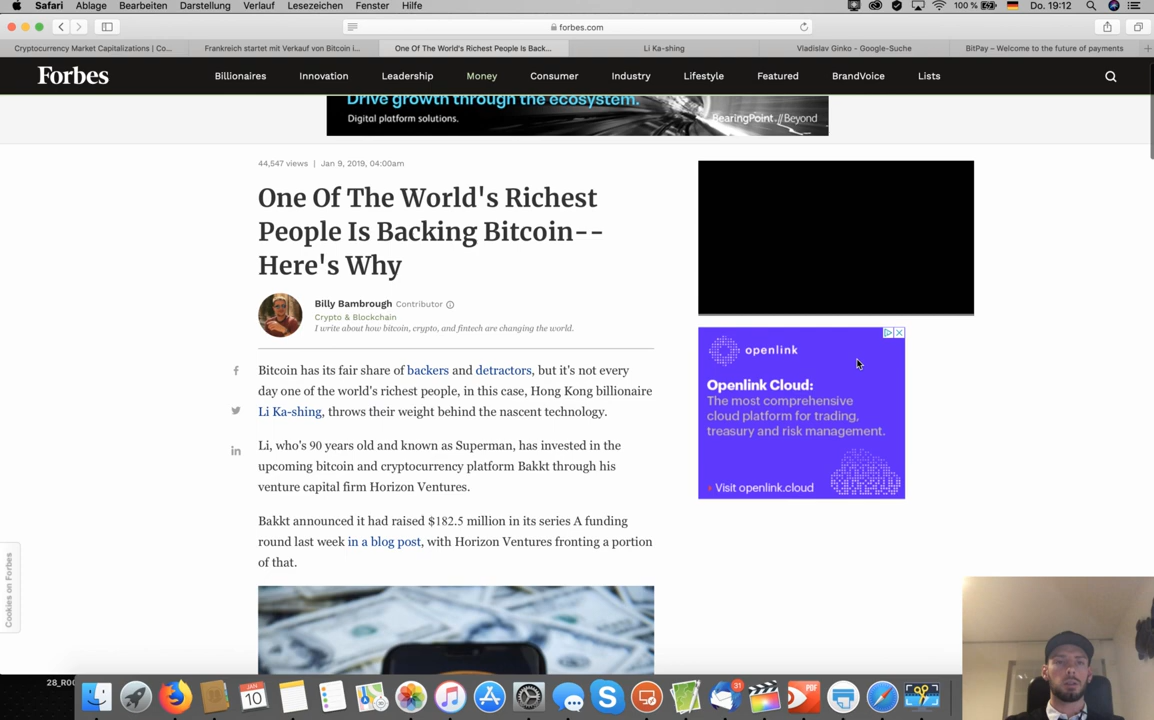 Safari Ablage Bearbeiten Darstellung Verlauf Lesezeichen Fenster Hilfe 100 % Do. 19:12
forbes.com
Cryptocurrency Market Capitalizations | Co...
Frankreich startet mit Verkauf von Bitcoin i...
One Of The World's Richest People Is Back...
Li Ka-shing
Vladislav Ginko - Google-Suche
BitPay – Welcome to the future of payments
Forbes
Billionaires Innovation Leadership Money Consumer Industry Lifestyle Featured BrandVoice Lists
Drive growth through the ecosystem.
Digital platform solutions.
BearingPoint//Beyond
44,547 views | Jan 9, 2019, 04:00am
One Of The World's Richest
People Is Backing Bitcoin--
Here's Why
Billy Bambrough Contributor
Crypto & Blockchain
I write about how bitcoin, crypto, and fintech are changing the world.
Bitcoin has its fair share of backers and detractors, but it's not every
day one of the world's richest people, in this case, Hong Kong billionaire
Li Ka-shing, throws their weight behind the nascent technology.
Li, who's 90 years old and known as Superman, has invested in the
upcoming bitcoin and cryptocurrency platform Bakkt through his
venture capital firm Horizon Ventures.
Bakkt announced it had raised $182.5 million in its series A funding
round last week in a blog post, with Horizon Ventures fronting a portion
of that.
openlink
Openlink Cloud:
The most comprehensive
cloud platform for trading,
treasury and risk management.
Visit openlink.cloud
Cookies on Forbes
JAN
10
31
PDF